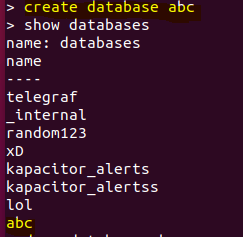 > create database abc
> show databases
name: databases
name
----
telegraf
_internal
random123
xD
kapacitor_alerts
kapacitor_alertss
lol
abc